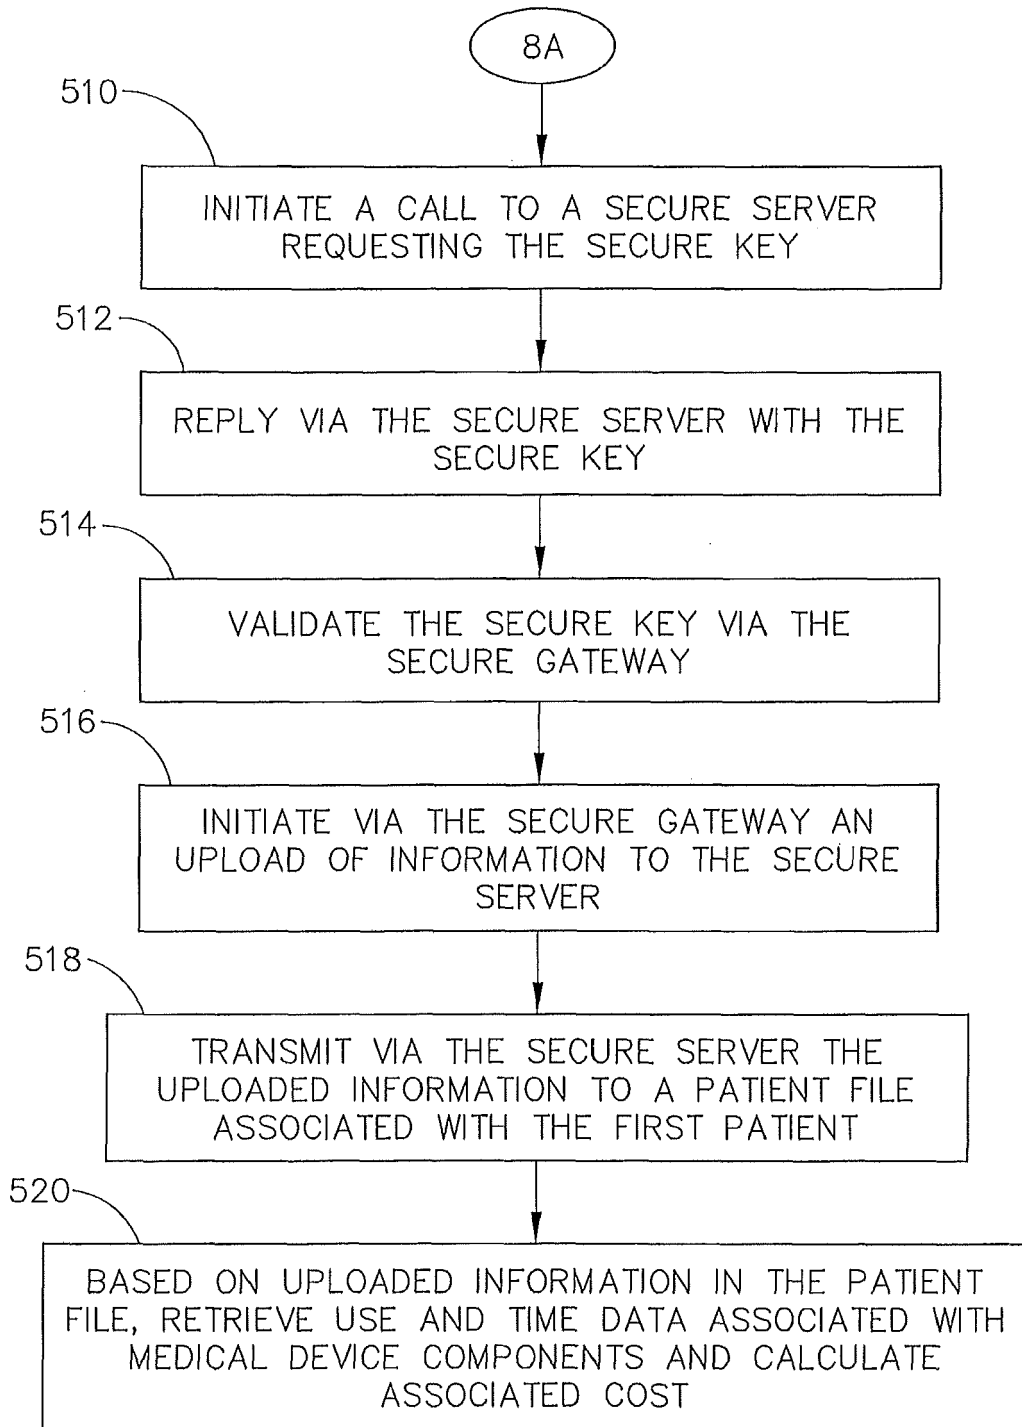 8A
510
INITIATE A CALL TO A SECURE SERVER
REQUESTING THE SECURE KEY
512
REPLY VIA THE SECURE SERVER WITH THE
SECURE KEY
514
VALIDATE THE SECURE KEY VIA THE
SECURE GATEWAY
516
INITIATE VIA THE SECURE GATEWAY AN
UPLOAD OF INFORMATION TO THE SECURE
SERVER
518
TRANSMIT VIA THE SECURE SERVER THE
UPLOADED INFORMATION TO A PATIENT FILE
ASSOCIATED WITH THE FIRST PATIENT
520
BASED ON UPLOADED INFORMATION IN THE PATIENT
FILE, RETRIEVE USE AND TIME DATA ASSOCIATED WITH
MEDICAL DEVICE COMPONENTS AND CALCULATE
ASSOCIATED COST